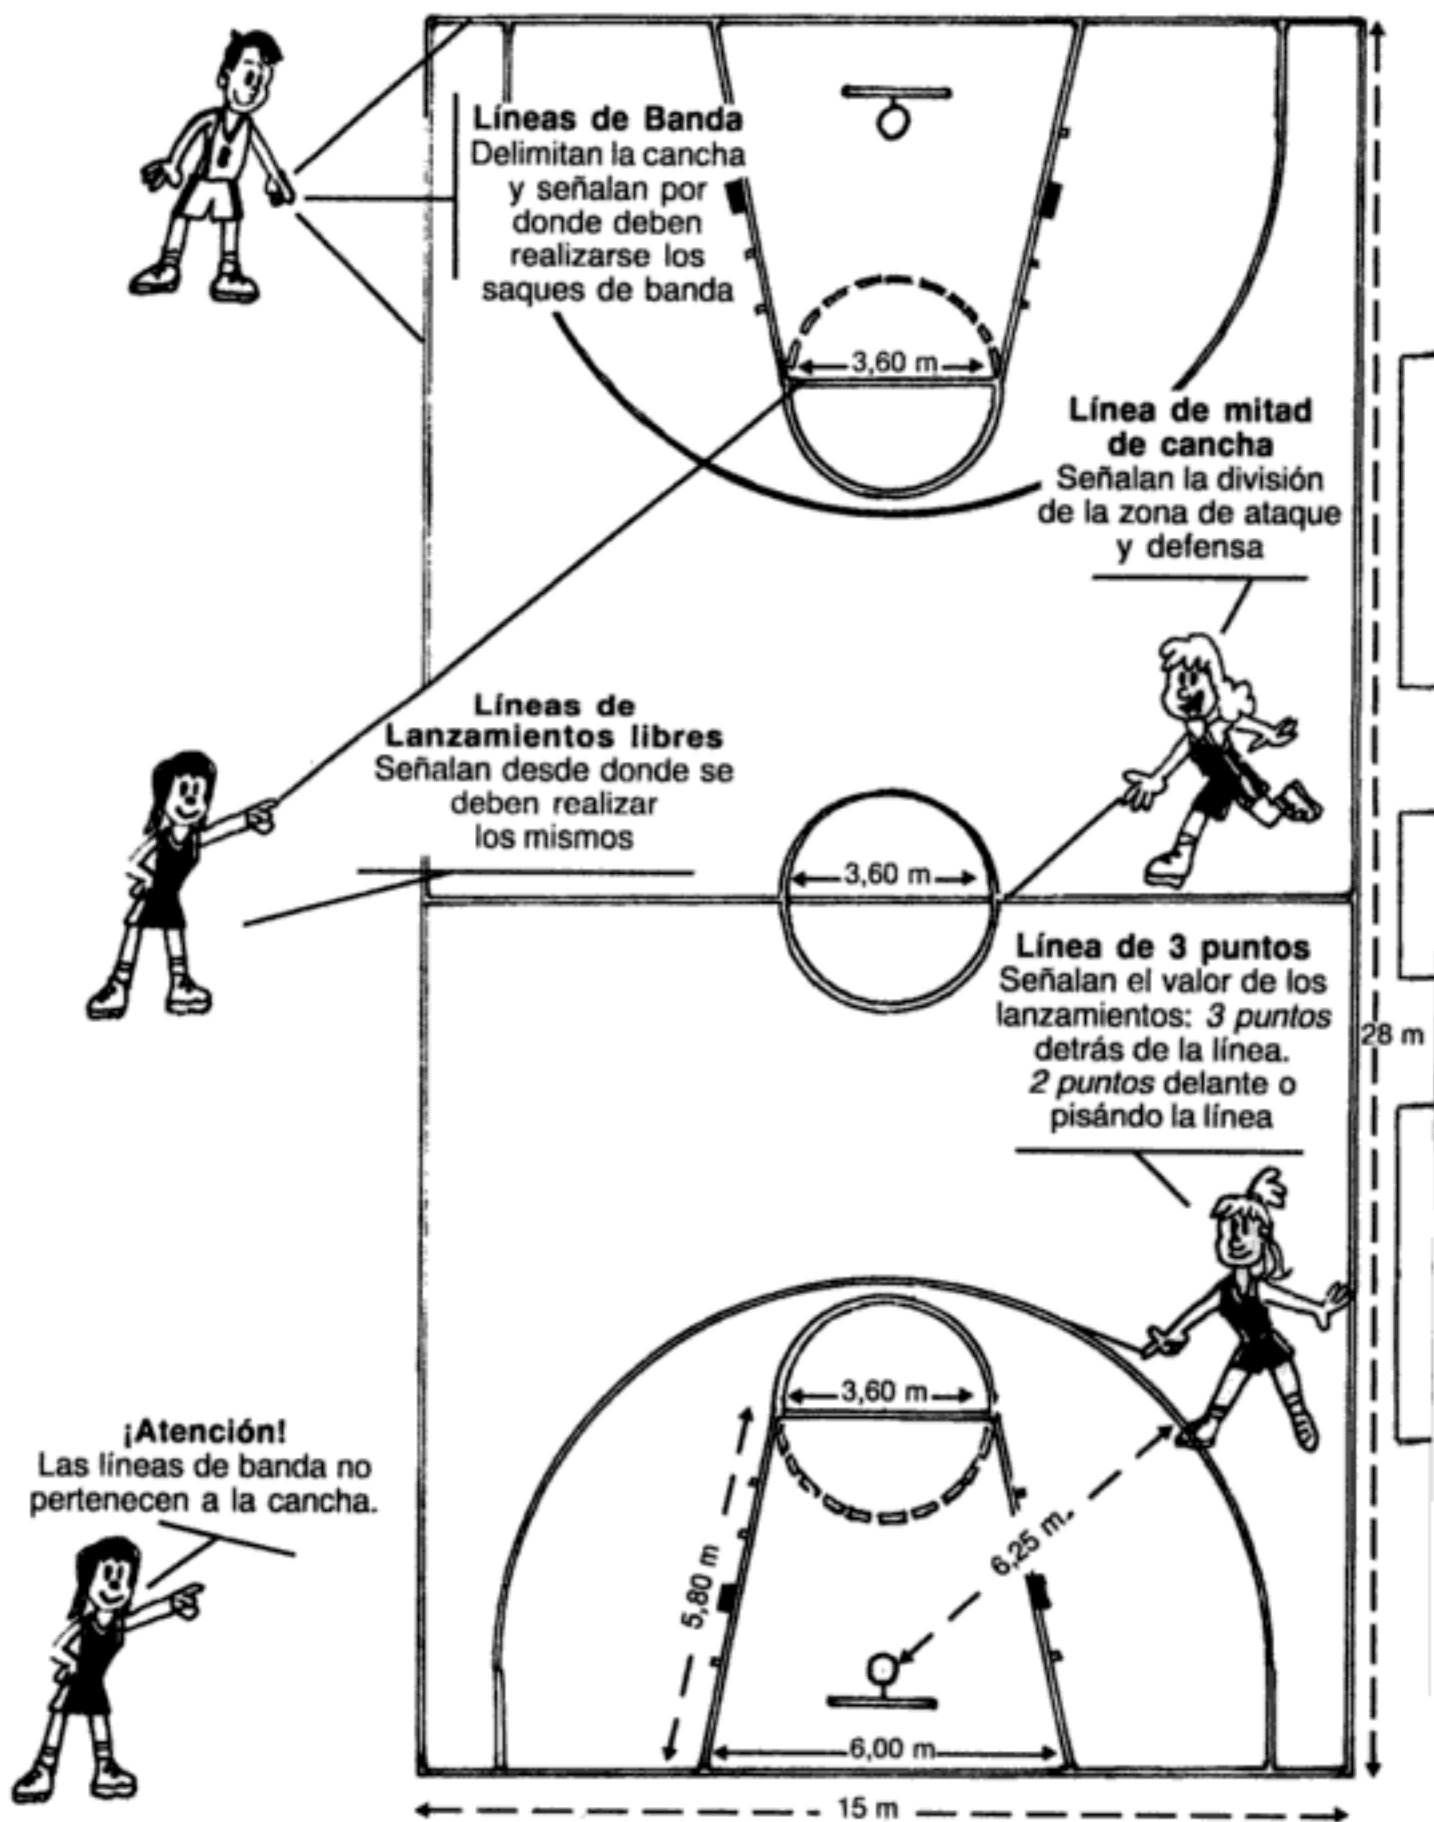 Líneas de Banda
Delimitan la cancha
y señalan por
donde deben
realizarse los
saques de banda
3,60 m
Línea de mitad
de cancha
Señalan la división
de la zona de ataque
y defensa
Líneas de
Lanzamientos libres
Señalan desde donde se
deben realizar
los mismos
3,60 m
Línea de 3 puntos
Señalan el valor de los
lanzamientos: 3 puntos
detrás de la línea.
2 puntos delante o
pisándo la línea
28 m
3,60 m
¡Atención!
Las líneas de banda no
pertenecen a la cancha.
5,80 m
6,25 m.
6,00 m
15 m